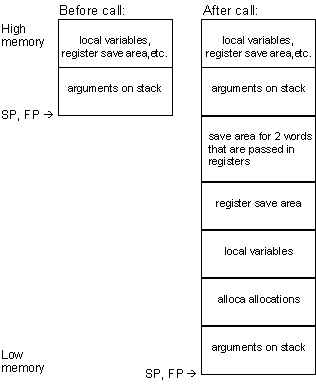 Before call:
After call:
High
memory
local variables,
register save area,etc.
arguments on stack
SP, FP →
local variables,
register save area,etc.
arguments on stack
save area for 2 words
that are passed in
registers
register save area
local variables
alloca allocations
arguments on stack
Low
memory
SP, FP →